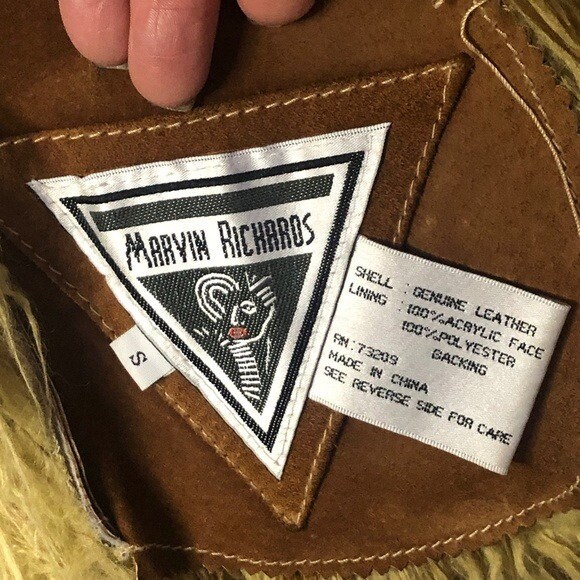 MARVIN RICHARDS
S
SHELL : GENUINE LEATHER
LINING : 100% ACRYLIC FACE
100% POLYESTER
BACKING
RN: 73209
MADE IN CHINA
SEE REVERSE SIDE FOR CARE